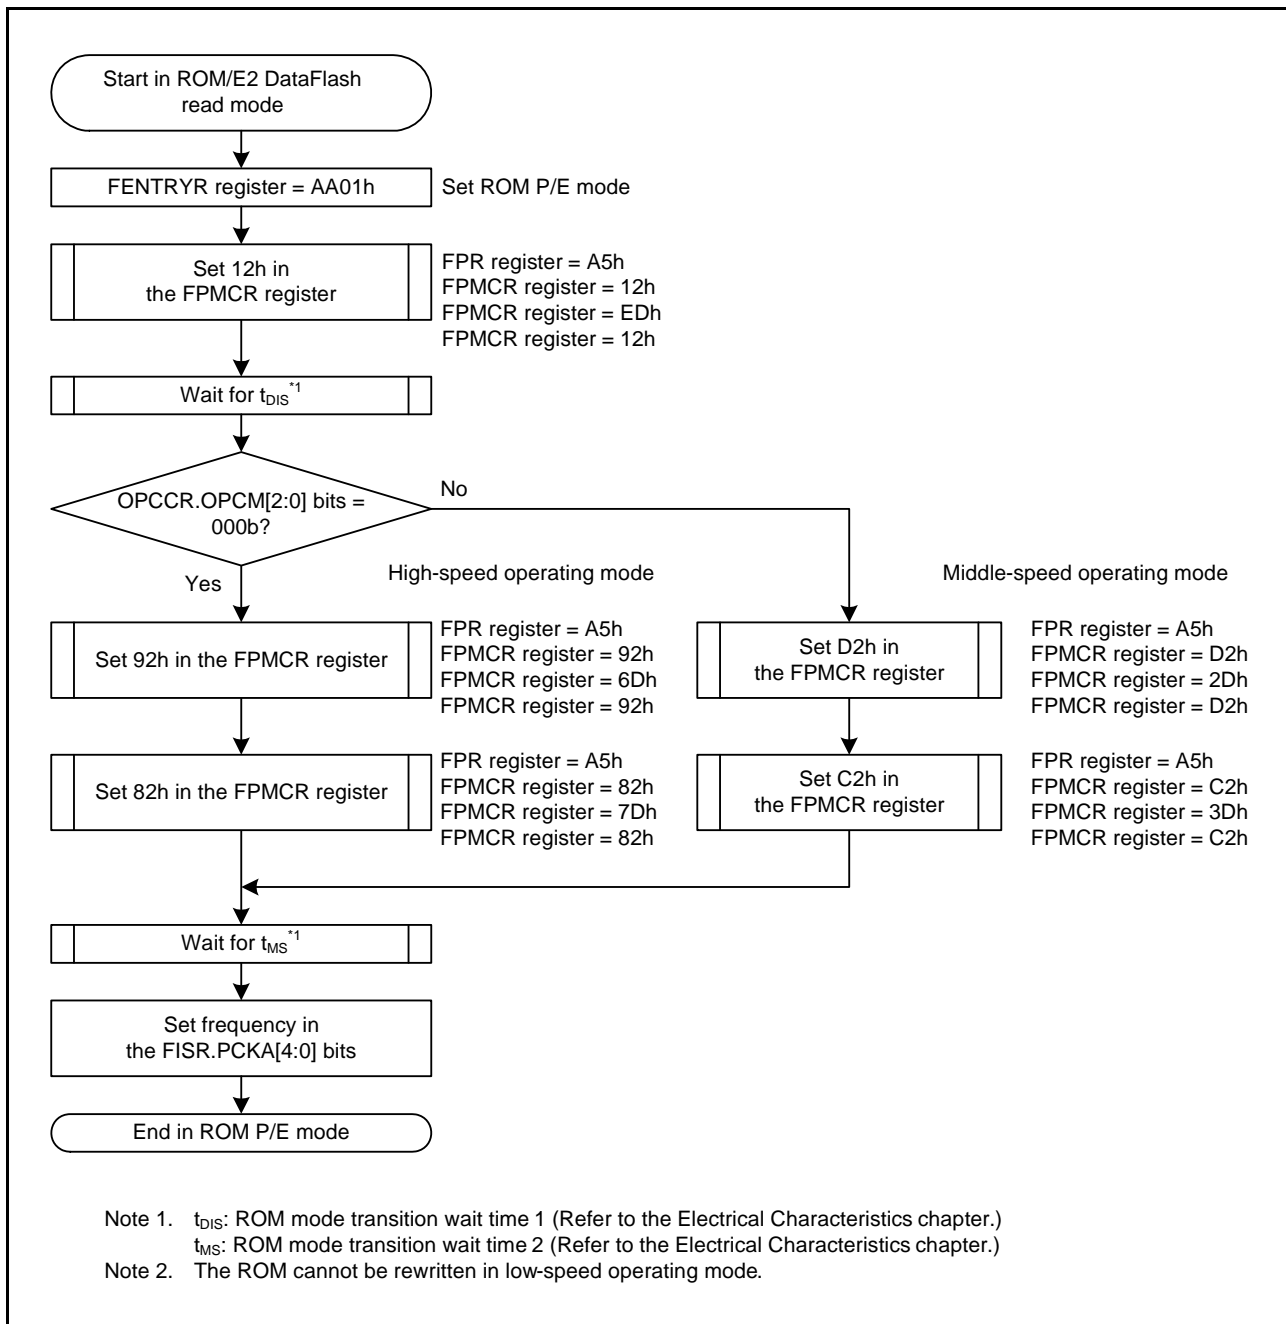 Start in ROM/E2 DataFlash
read mode
FENTRYR register = AA01h
Set ROM P/E mode
Set 12h in
the FPMCR register
FPR register = A5h
FPMCR register = 12h
FPMCR register = EDh
FPMCR register = 12h
Wait for tDIS*1
OPCCR.OPCM[2:0] bits =
000b?
No
Yes
High-speed operating mode
Middle-speed operating mode
Set 92h in the FPMCR register
FPR register = A5h
FPMCR register = 92h
FPMCR register = 6Dh
FPMCR register = 92h
Set D2h in
the FPMCR register
FPR register = A5h
FPMCR register = D2h
FPMCR register = 2Dh
FPMCR register = D2h
Set 82h in the FPMCR register
FPR register = A5h
FPMCR register = 82h
FPMCR register = 7Dh
FPMCR register = 82h
Set C2h in
the FPMCR register
FPR register = A5h
FPMCR register = C2h
FPMCR register = 3Dh
FPMCR register = C2h
Wait for tMS*1
Set frequency in
the FISR.PCKA[4:0] bits
End in ROM P/E mode
Note 1. tDIS: ROM mode transition wait time 1 (Refer to the Electrical Characteristics chapter.)
tMS: ROM mode transition wait time 2 (Refer to the Electrical Characteristics chapter.)
Note 2. The ROM cannot be rewritten in low-speed operating mode.